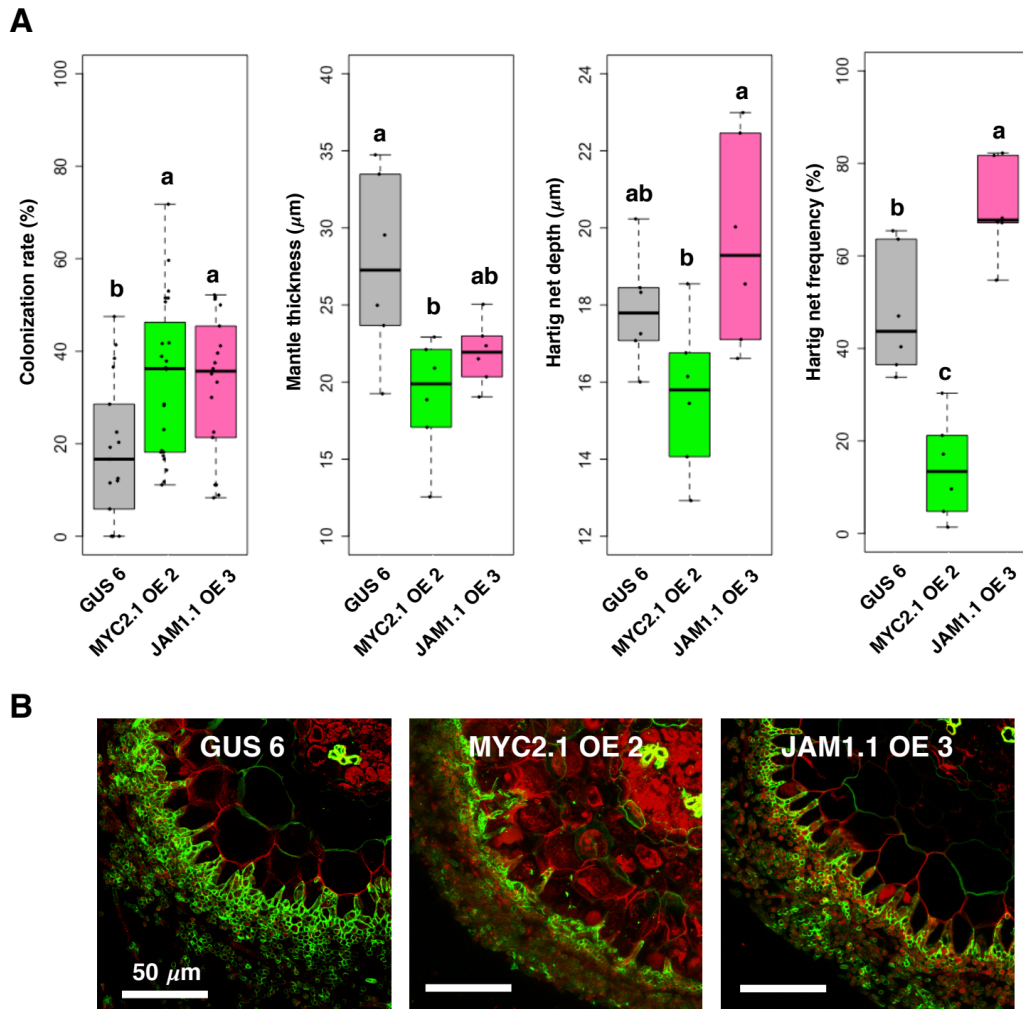 A
Colonization rate (%)
100
80
60
40
20
0
b
a
a
GUS 6
MYC2.1 OE 2
JAM1.1 OE 3
Mantle thickness (μm)
40
35
30
25
20
15
10
a
b
ab
GUS 6
MYC2.1 OE 2
JAM1.1 OE 3
Hartig net depth (μm)
24
22
20
18
16
14
12
ab
b
a
GUS 6
MYC2.1 OE 2
JAM1.1 OE 3
Hartig net frequency (%)
100
80
60
40
20
0
b
c
a
GUS 6
MYC2.1 OE 2
JAM1.1 OE 3
B
GUS 6
50 μm
MYC2.1 OE 2
JAM1.1 OE 3